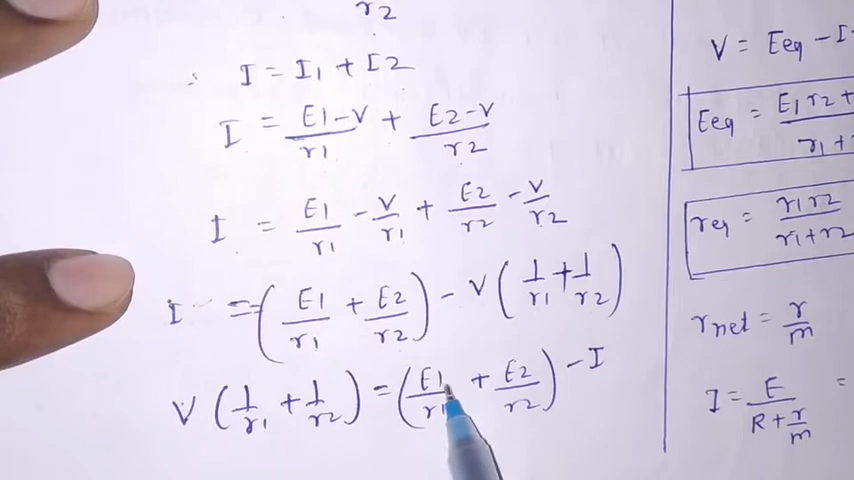 r2
∴ I = I1 + I2
I = E1-V/r1 + E2-V/r2
I = E1/r1 - V/r1 + E2/r2 - V/r2
I = (E1/r1 + E2/r2) - V(1/r1 + 1/r2)
V(1/r1 + 1/r2) = (E1/r1 + E2/r2) - I
V = Eeq - I
Eeq = E1r2+/r1+
req = r1r2/r1+r2
rnet = r/m
I = E/R+r/m =